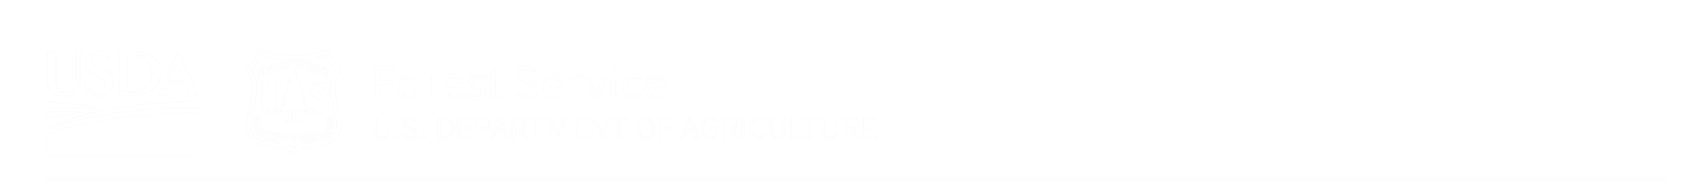 USDA
Forest Service
U.S. DEPARTMENT OF AGRICULTURE